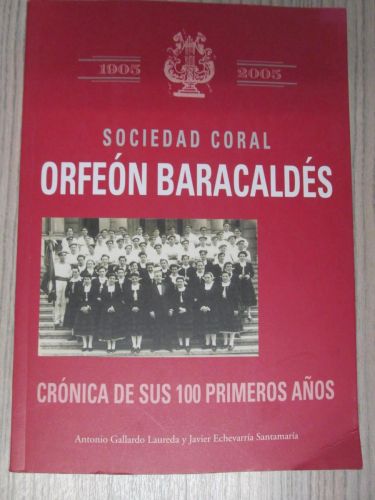 1905 2005
SOCIEDAD CORAL
ORFEÓN BARACALDÉS
CRÓNICA DE SUS 100 PRIMEROS AÑOS
Antonio Gallardo Laureda y Javier Echevarría Santamaría